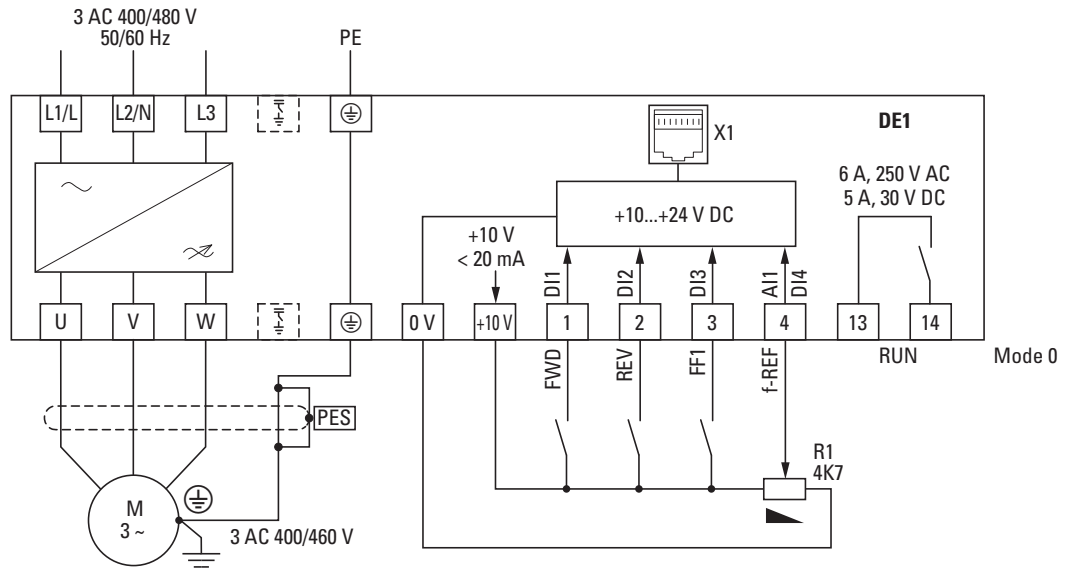 3 AC 400/480 V
50/60 Hz
PE
L1/L
L2/N
L3
DE1
X1
6 A, 250 V AC
5 A, 30 V DC
+10...+24 V DC
+10 V
< 20 mA
DI1
DI2
DI3
AI1
DI4
U
V
W
0 V
+10 V
1
2
3
4
13
14
RUN
Mode 0
FWD
REV
FF1
f-REF
PES
R1
4K7
M
3 ~
3 AC 400/460 V